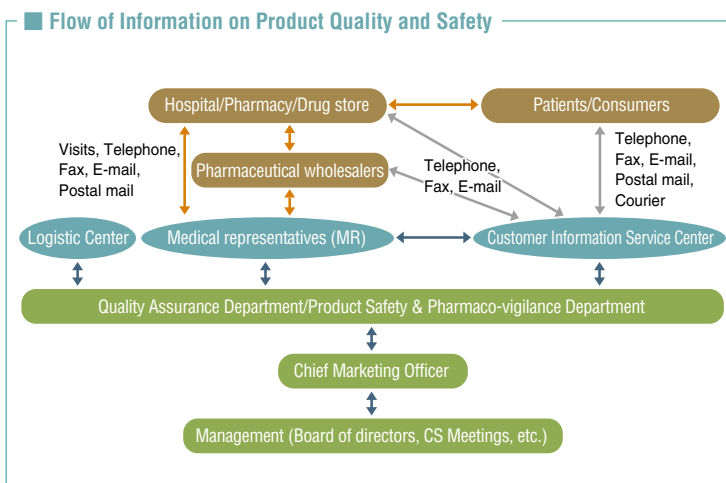 Flow of Information on Product Quality and Safety
Hospital/Pharmacy/Drug store
Patients/Consumers
Visits, Telephone,
Fax, E-mail,
Postal mail
Pharmaceutical wholesalers
Telephone,
Fax, E-mail
Telephone,
Fax, E-mail,
Postal mail,
Courier
Logistic Center
Medical representatives (MR)
Customer Information Service Center
Quality Assurance Department/Product Safety & Pharmaco-vigilance Department
Chief Marketing Officer
Management (Board of directors, CS Meetings, etc.)